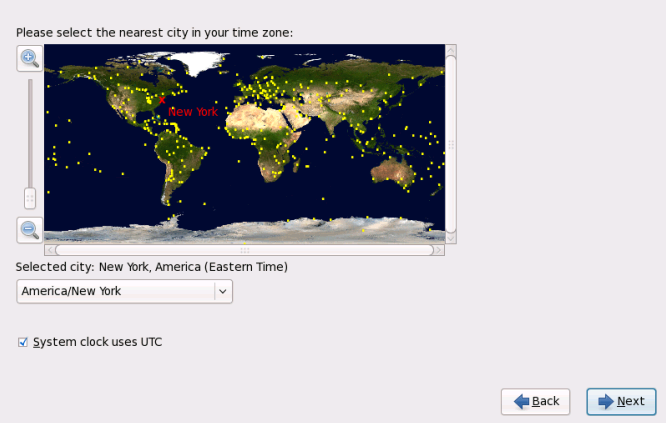 Please select the nearest city in your time zone:
New York
Selected city: New York, America (Eastern Time)
America/New York
System clock uses UTC
Back
Next